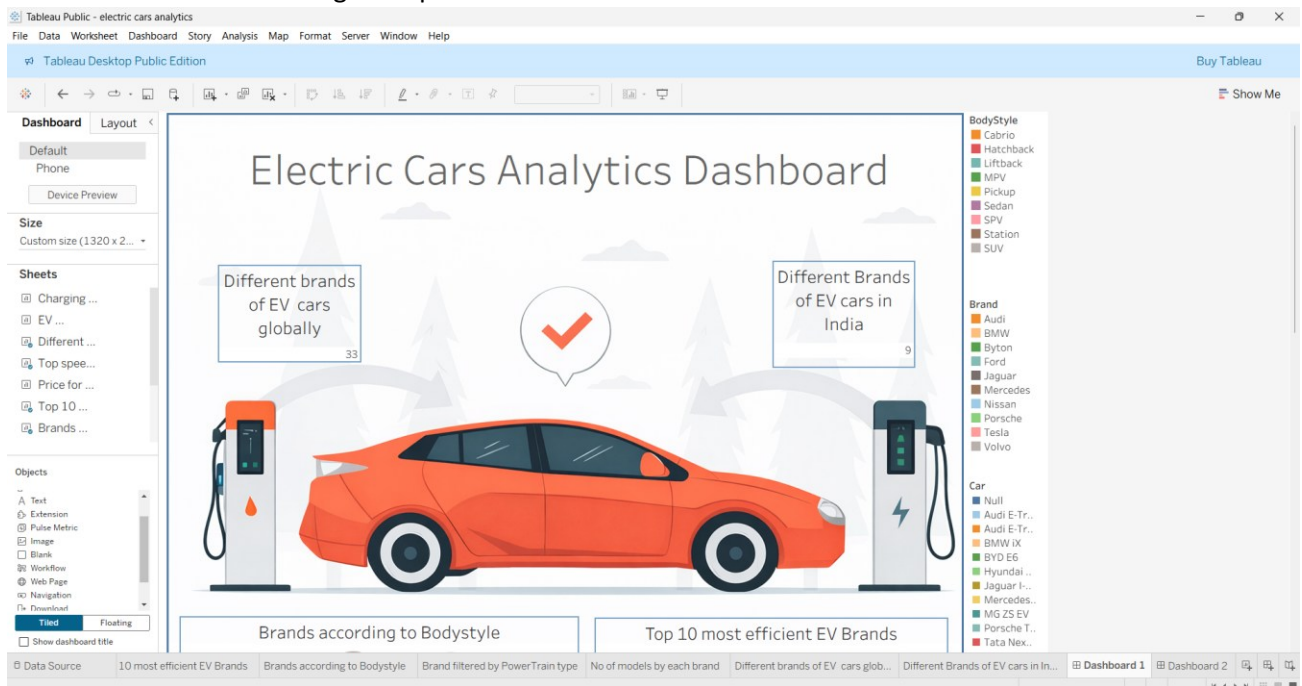 Tableau Public - electric cars analytics
File Data Worksheet Dashboard Story Analysis Map Format Server Window Help
Tableau Desktop Public Edition
Buy Tableau
Show Me
Dashboard Layout
Default
Phone
Device Preview
Size
Custom size (1320 x 2...
Sheets
Charging ...
EV ...
Different ...
Top spee...
Price for ...
Top 10 ...
Brands ...
Objects
A Text
Extension
Pulse Metric
Image
Blank
Workflow
Web Page
Navigation
Download
Tiled Floating
Show dashboard title
Electric Cars Analytics Dashboard
Different brands
of EV cars
globally
33
Different Brands
of EV cars in
India
9
Brands according to Bodystyle
Top 10 most efficient EV Brands
BodyStyle
Cabrio
Hatchback
Liftback
MPV
Pickup
Sedan
SPV
Station
SUV
Brand
Audi
BMW
Byton
Ford
Jaguar
Mercedes
Nissan
Porsche
Tesla
Volvo
Car
Null
Audi E-Tr..
Audi E-Tr..
BMW iX
BYD E6
Hyundai ..
Jaguar I-..
Mercedes..
MG ZS EV
Porsche T..
Tata Nex..
Data Source 10 most efficient EV Brands Brands according to Bodystyle Brand filtered by PowerTrain type No of models by each brand Different brands of EV cars glob... Different Brands of EV cars in In... Dashboard 1 Dashboard 2